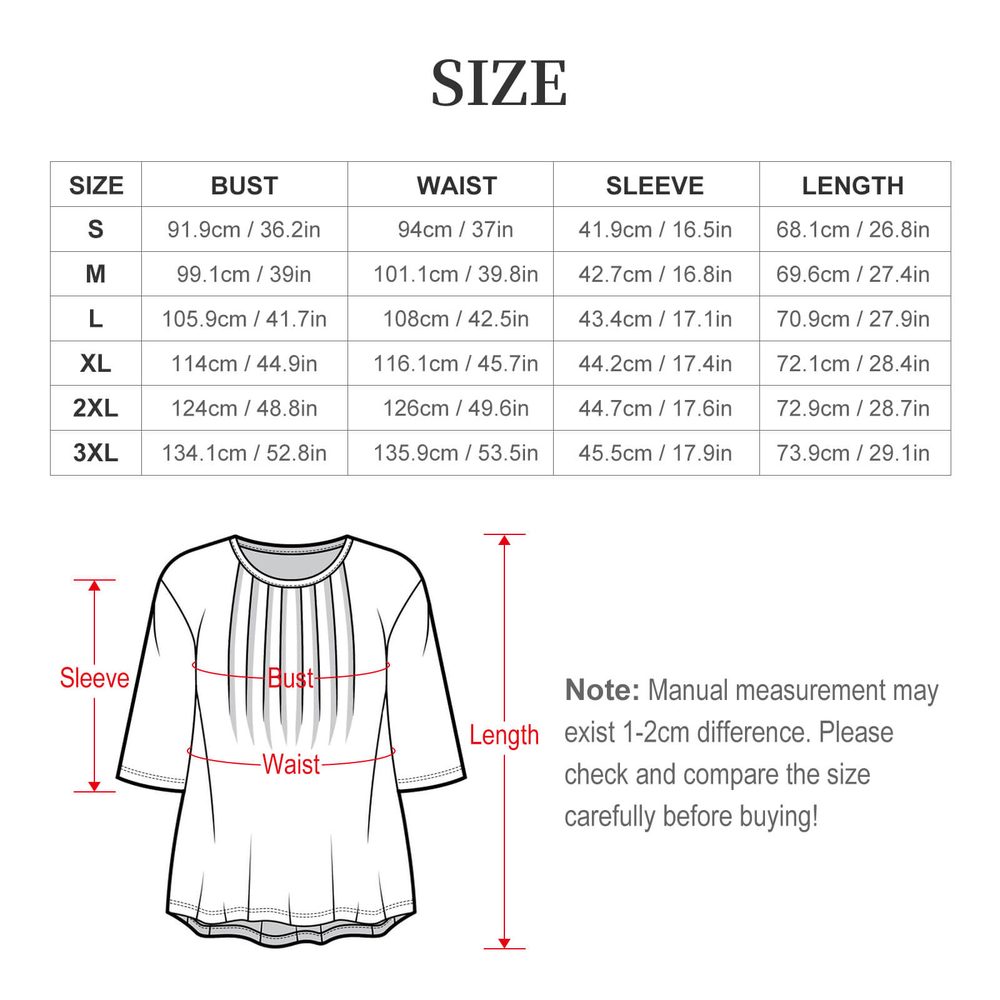 SIZE
SIZE BUST WAIST SLEEVE LENGTH
S 91.9cm / 36.2in 94cm / 37in 41.9cm / 16.5in 68.1cm / 26.8in
M 99.1cm / 39in 101.1cm / 39.8in 42.7cm / 16.8in 69.6cm / 27.4in
L 105.9cm / 41.7in 108cm / 42.5in 43.4cm / 17.1in 70.9cm / 27.9in
XL 114cm / 44.9in 116.1cm / 45.7in 44.2cm / 17.4in 72.1cm / 28.4in
2XL 124cm / 48.8in 126cm / 49.6in 44.7cm / 17.6in 72.9cm / 28.7in
3XL 134.1cm / 52.8in 135.9cm / 53.5in 45.5cm / 17.9in 73.9cm / 29.1in
Sleeve
Bust
Waist
Length
Note: Manual measurement may
exist 1-2cm difference. Please
check and compare the size
carefully before buying!